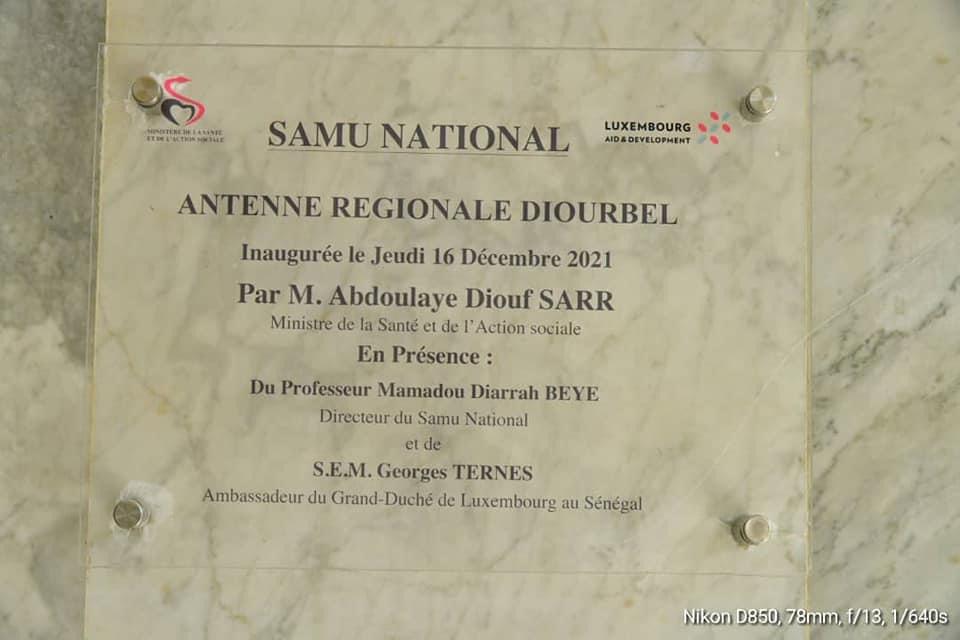 MINISTÈRE DE LA SANTÉ
ET DE L'ACTION SOCIALE
SAMU NATIONAL
LUXEMBOURG
AID & DEVELOPMENT
ANTENNE REGIONALE DIOURBEL
Inaugurée le Jeudi 16 Décembre 2021
Par M. Abdoulaye Diouf SARR
Ministre de la Santé et de l'Action sociale
En Présence :
Du Professeur Mamadou Diarrah BEYE
Directeur du Samu National
et de
S.E.M. Georges TERNES
Ambassadeur du Grand-Duché de Luxembourg au Sénégal
Nikon D850, 78mm, f/13, 1/640s